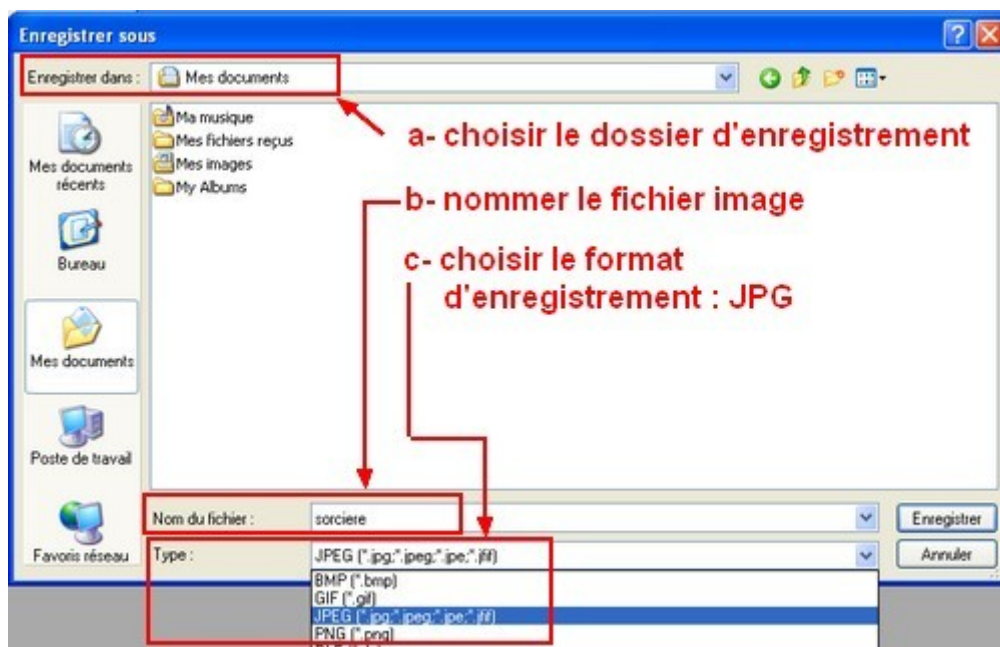 Enregistrer sous
Enregistrer dans : Mes documents
Ma musique
Mes fichiers reçus
Mes images
My Albums
a- choisir le dossier d'enregistrement
b- nommer le fichier image
c- choisir le format
d'enregistrement : JPG
Mes documents
récents
Bureau
Mes documents
Poste de travail
Favoris réseau
Nom du fichier : sorciere
Enregistrer
Type : JPEG (*.jpg;*.jpeg;*.jpe;*.jfif)
Annuler
BMP (*.bmp)
GIF (*.gif)
JPEG (*.jpg;*.jpeg;*.jpe;*.jfif)
PNG (*.png)